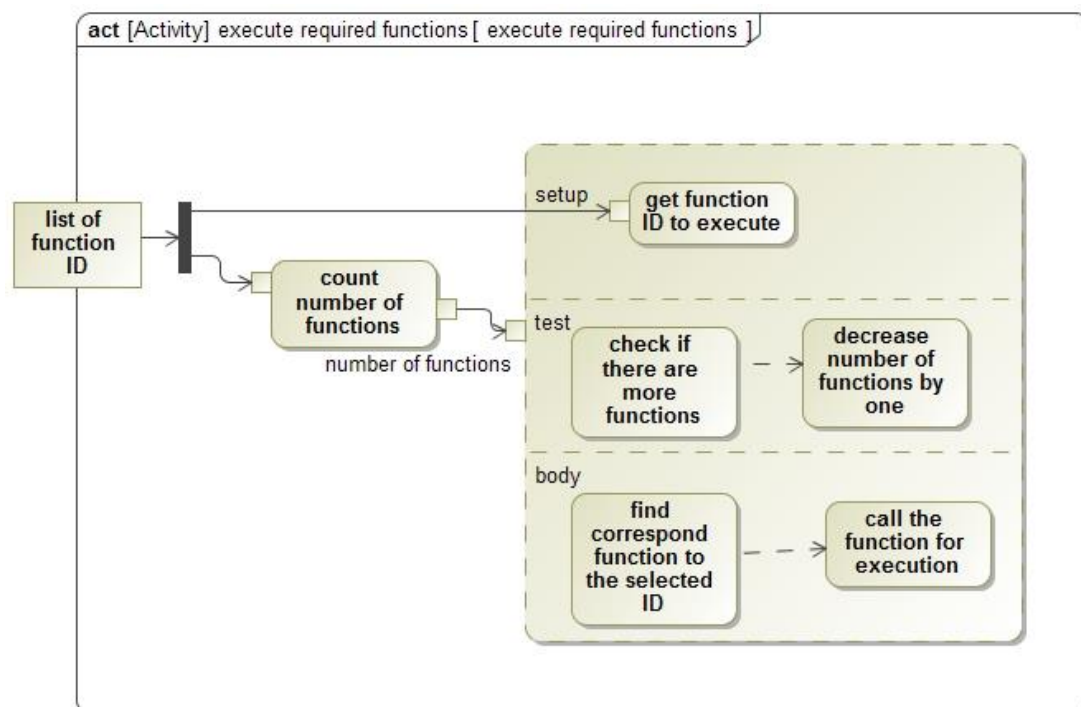 act [Activity] execute required functions [ execute required functions ]
list of
function
ID
count
number of
functions
number of functions
setup
get function
ID to execute
test
check if
there are
more
functions
decrease
number of
functions by
one
body
find
correspond
function to
the selected
ID
call the
function for
execution